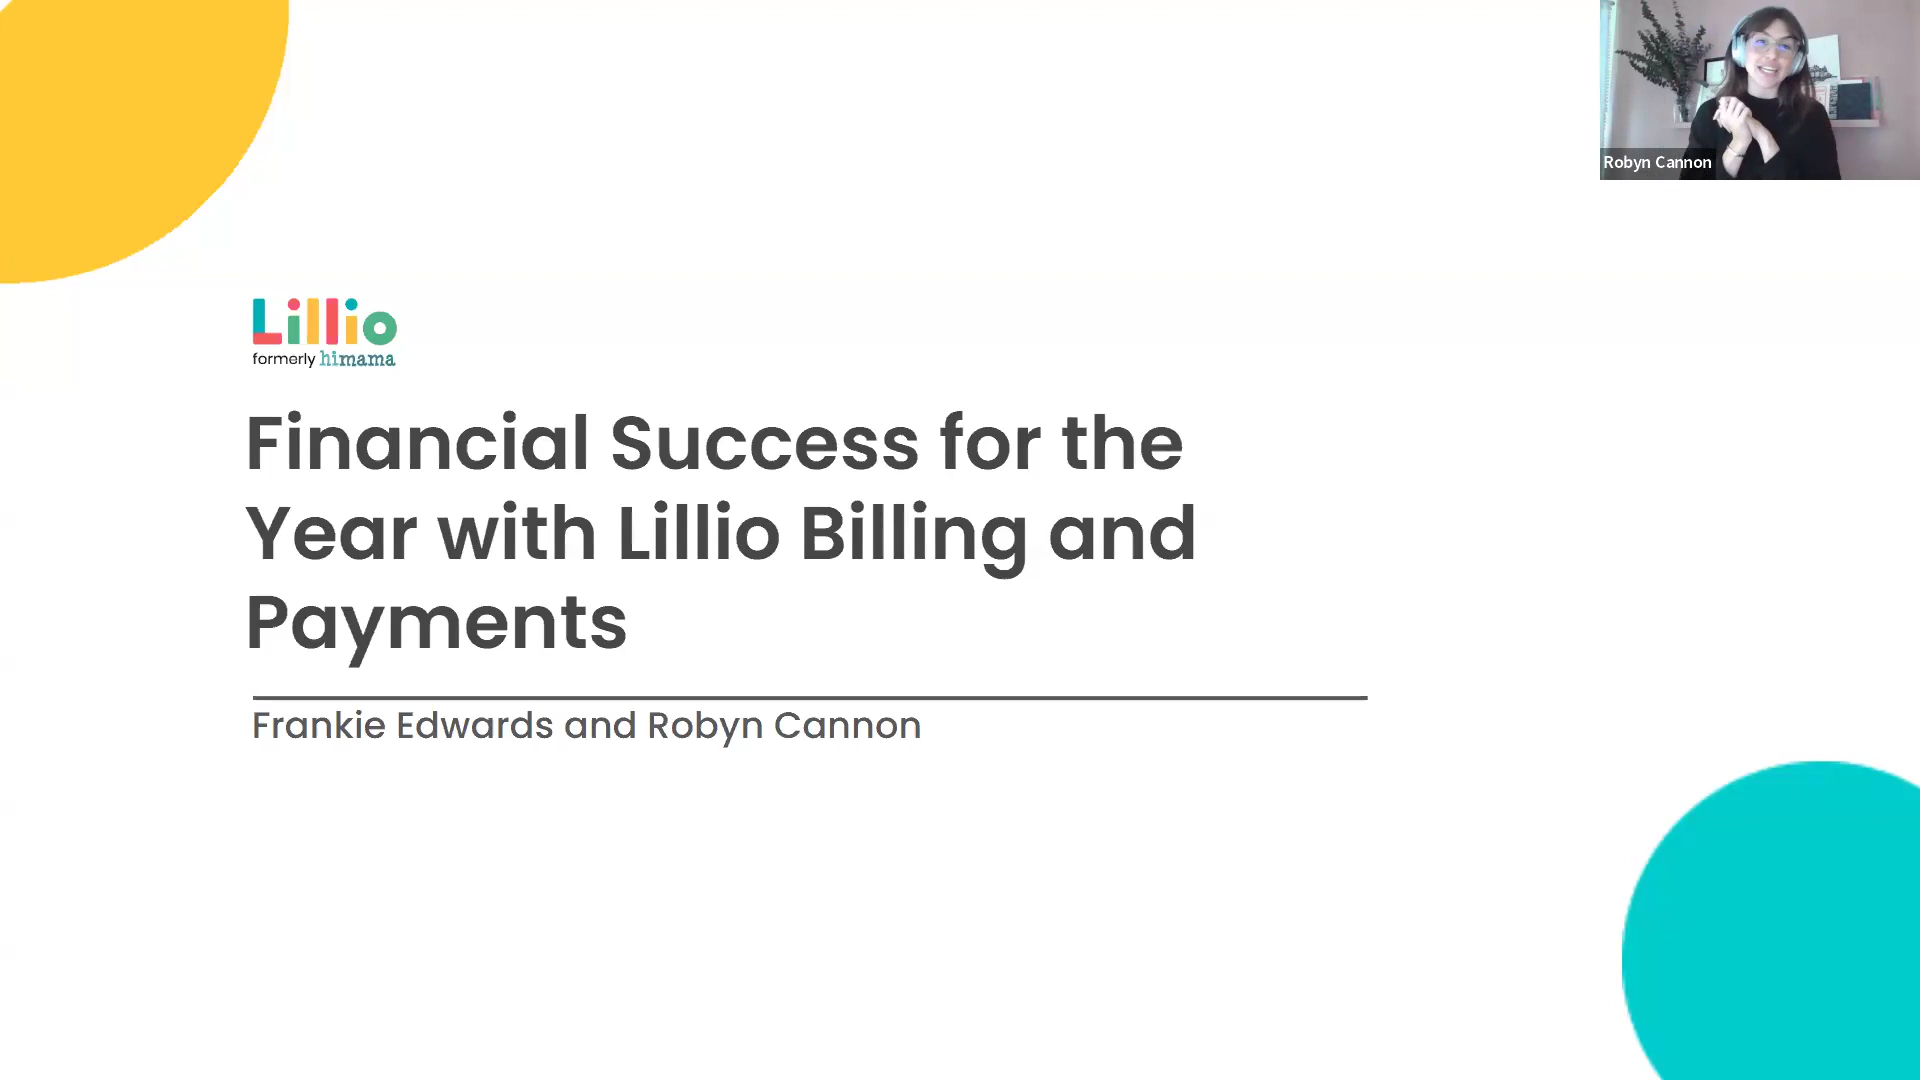 Robyn Cannon
Lillio
formerly himama
Financial Success for the
Year with Lillio Billing and
Payments
Frankie Edwards and Robyn Cannon